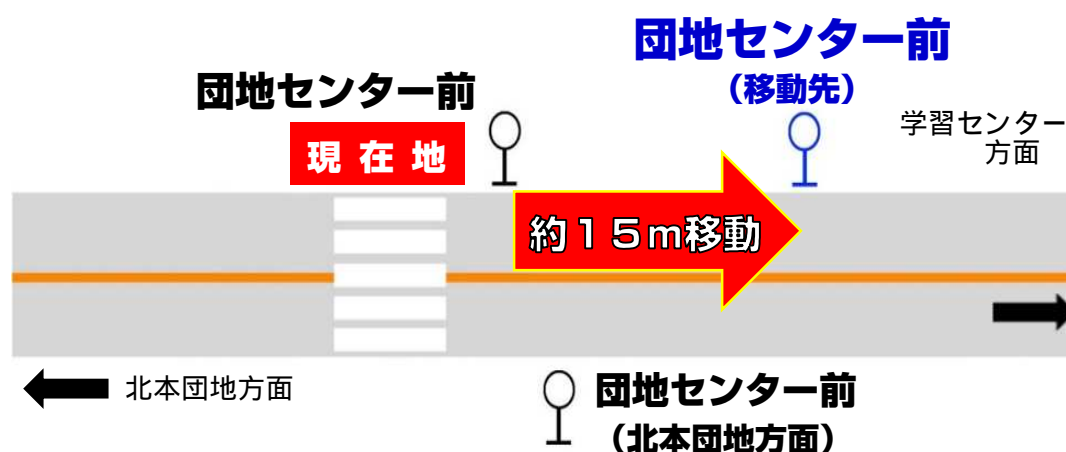 団地センター前
(移動先)
団地センター前
現在地
学習センター
方面
約15m移動
北本団地方面
団地センター前
(北本団地方面)